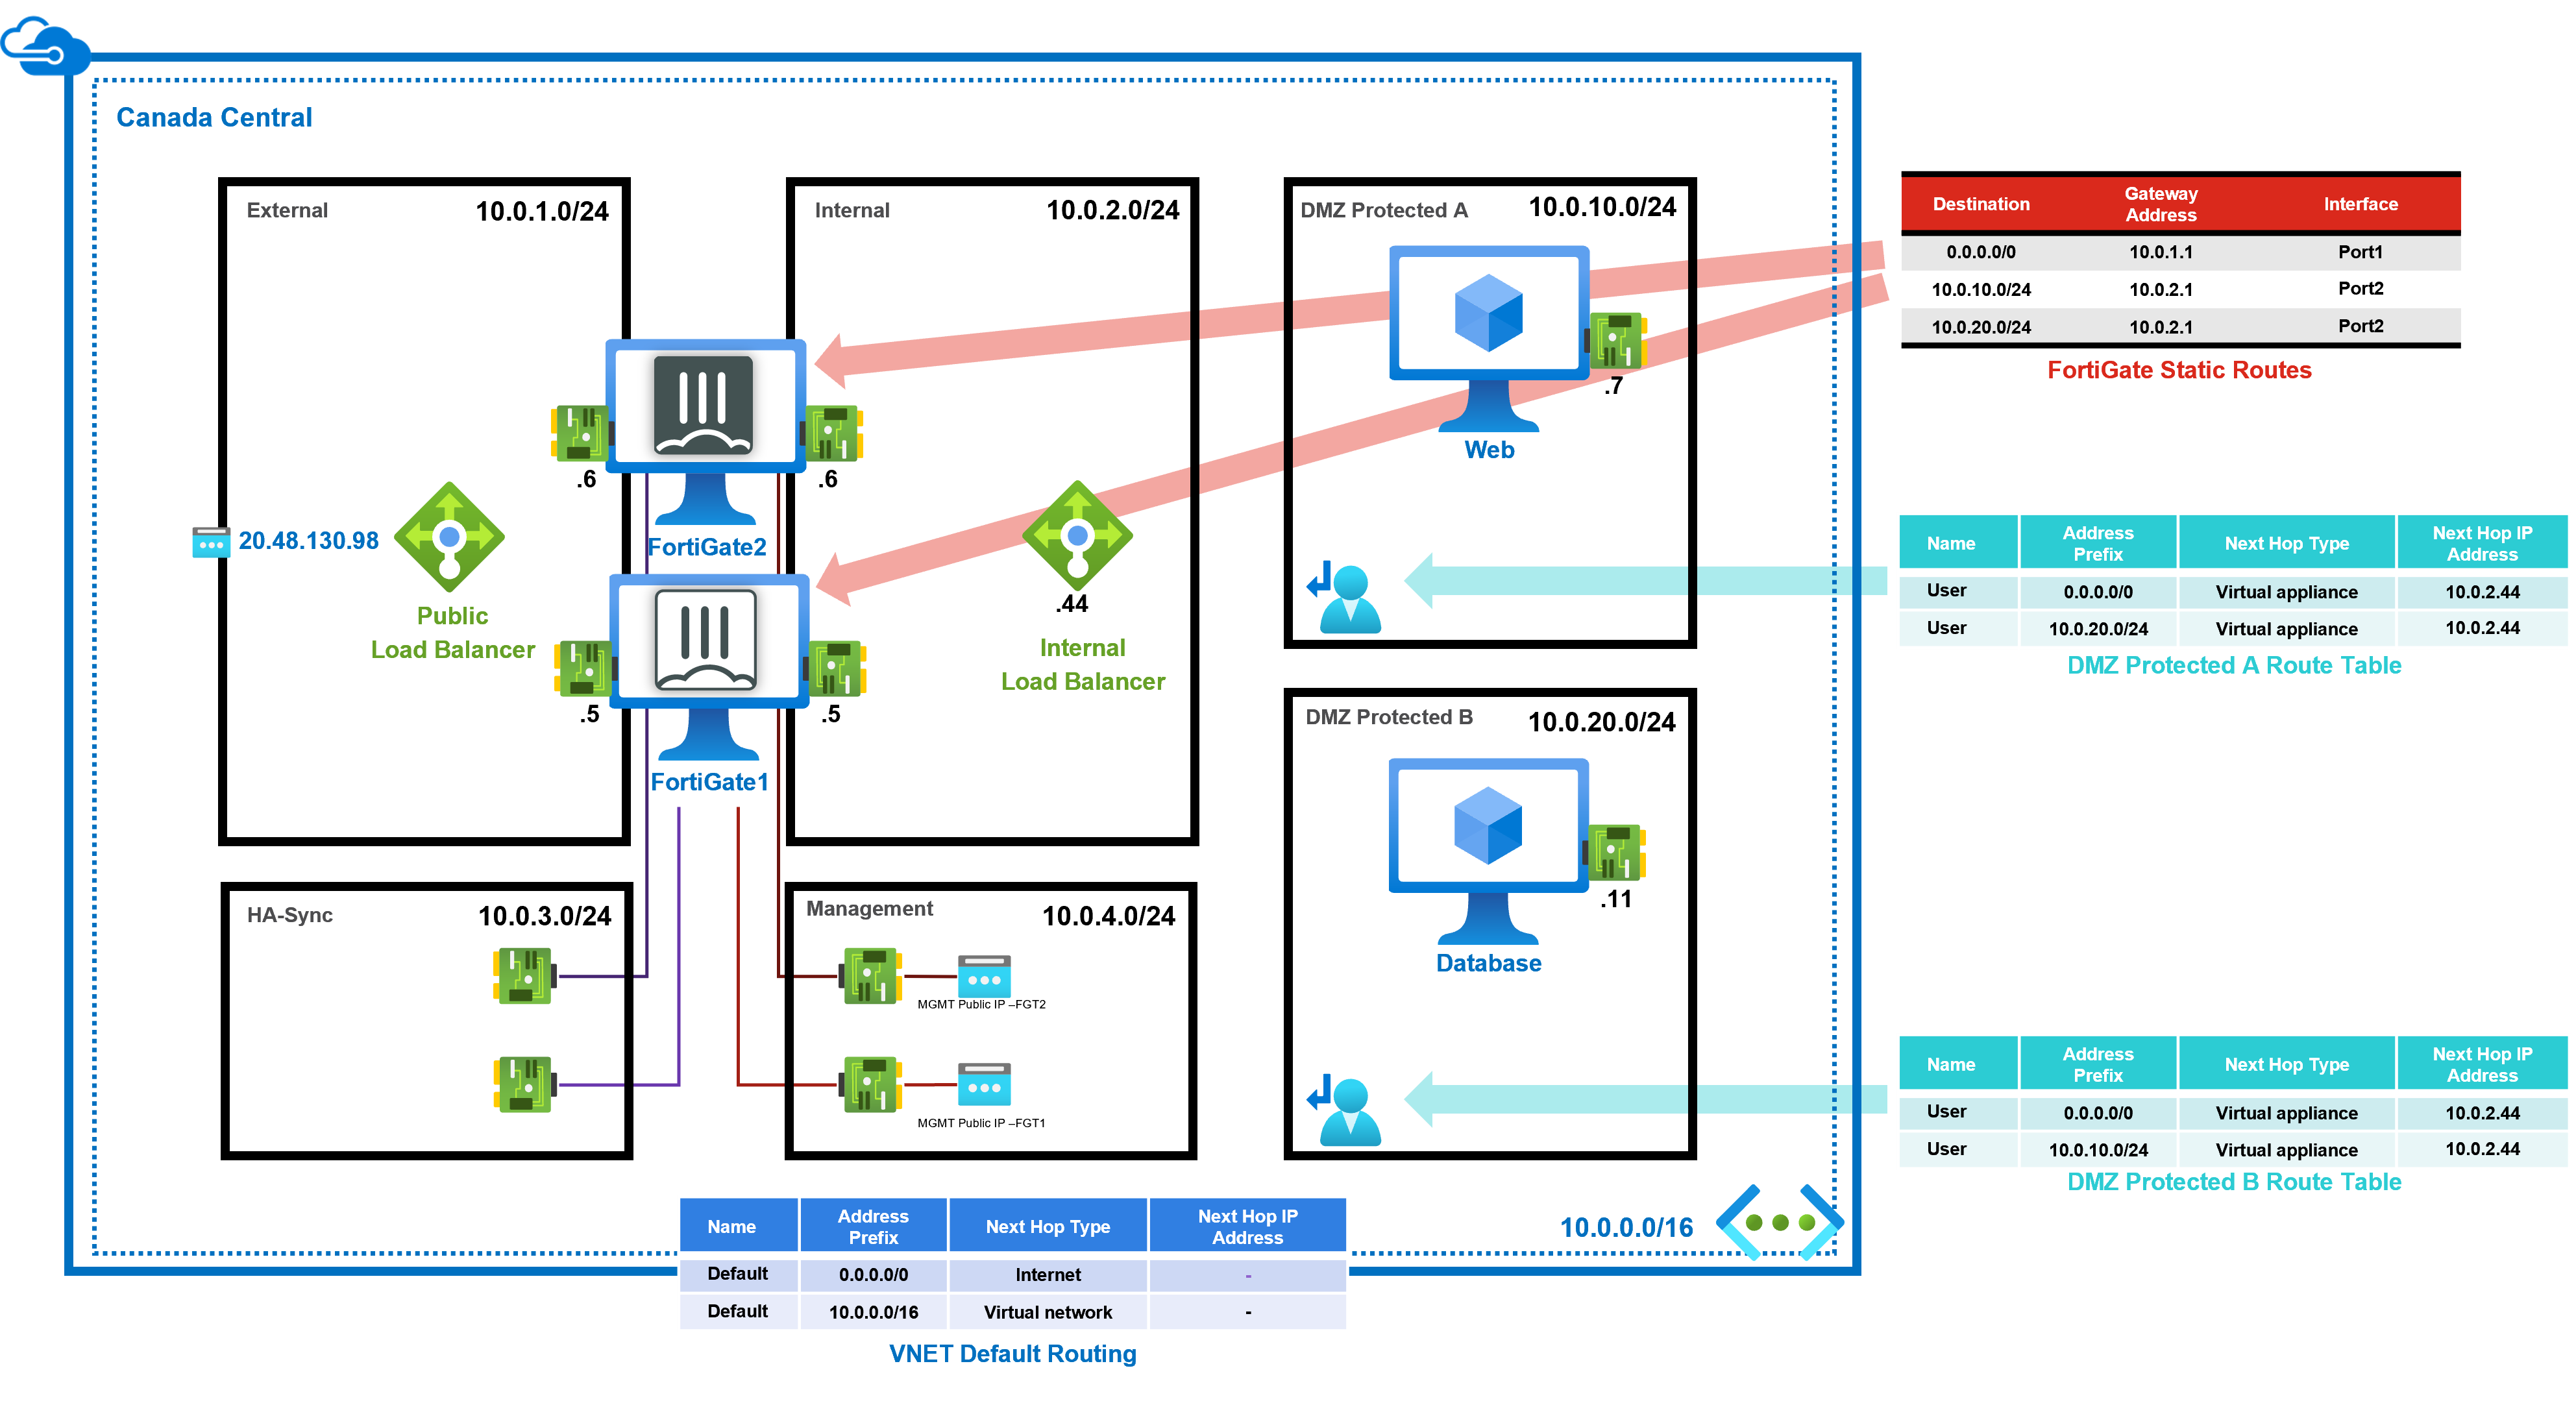 Canada Central
External
10.0.1.0/24
Internal
10.0.2.0/24
DMZ Protected A
10.0.10.0/24
.7
Web
.6
.6
FortiGate2
20.48.130.98
Public
Load Balancer
.44
Internal
Load Balancer
.5
.5
FortiGate1
DMZ Protected B
10.0.20.0/24
.11
Database
HA-Sync
10.0.3.0/24
Management
10.0.4.0/24
MGMT Public IP –FGT2
MGMT Public IP –FGT1
10.0.0.0/16
Destination Gateway Address Interface
0.0.0.0/0 10.0.1.1 Port1
10.0.10.0/24 10.0.2.1 Port2
10.0.20.0/24 10.0.2.1 Port2
FortiGate Static Routes
Name Address Prefix Next Hop Type Next Hop IP Address
User 0.0.0.0/0 Virtual appliance 10.0.2.44
User 10.0.20.0/24 Virtual appliance 10.0.2.44
DMZ Protected A Route Table
Name Address Prefix Next Hop Type Next Hop IP Address
User 0.0.0.0/0 Virtual appliance 10.0.2.44
User 10.0.10.0/24 Virtual appliance 10.0.2.44
DMZ Protected B Route Table
Name Address Prefix Next Hop Type Next Hop IP Address
Default 0.0.0.0/0 Internet -
Default 10.0.0.0/16 Virtual network -
VNET Default Routing